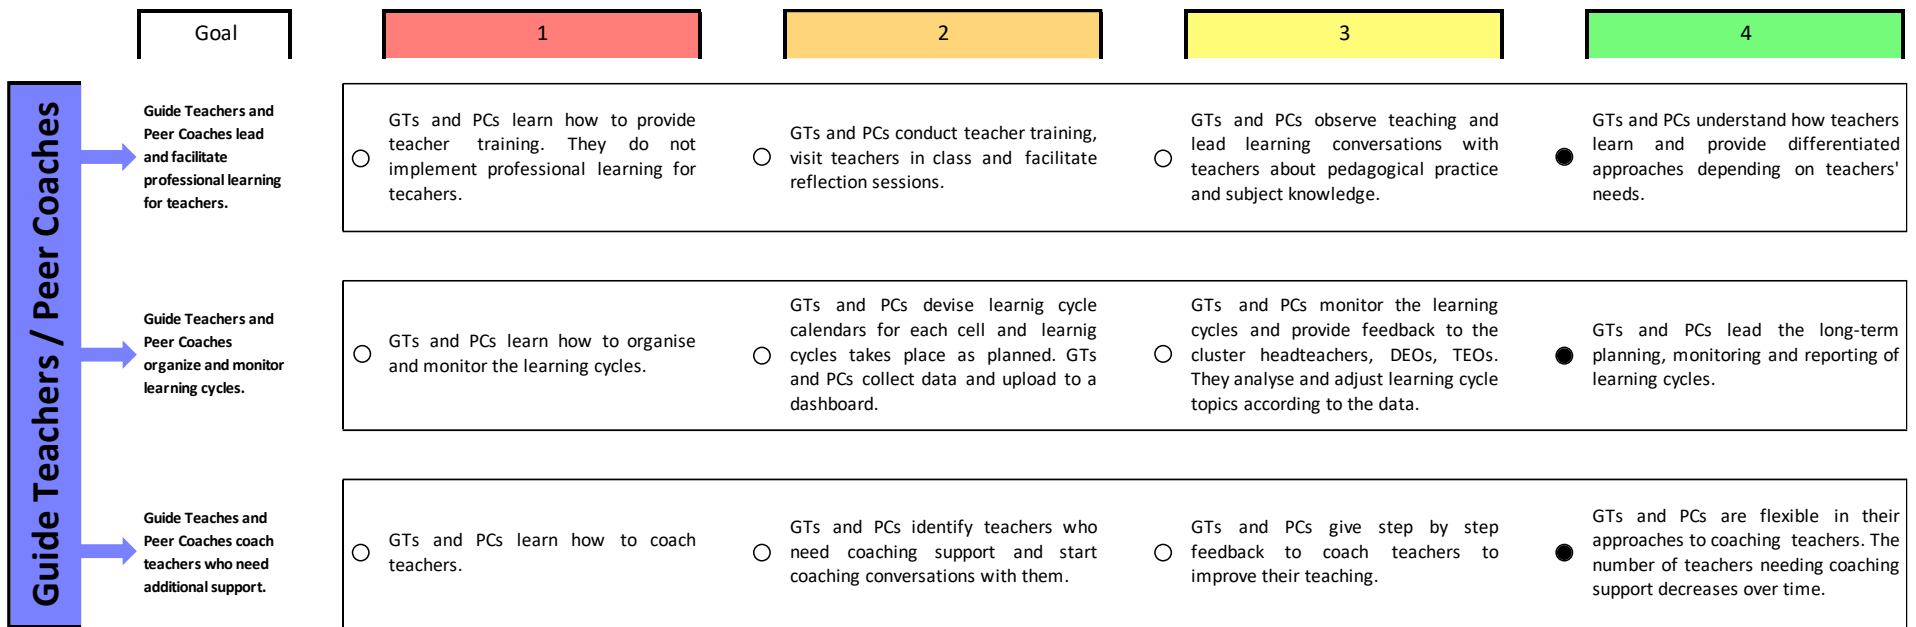 Goal
1
2
3
4
Guide Teachers / Peer Coaches
Guide Teachers and
Peer Coaches lead
and facilitate
professional learning
for teachers.
GTs and PCs learn how to provide
teacher training. They do not
implement professional learning for
tecahers.
GTs and PCs conduct teacher training,
visit teachers in class and facilitate
reflection sessions.
GTs and PCs observe teaching and
lead learning conversations with
teachers about pedagogical practice
and subject knowledge.
GTs and PCs understand how teachers
learn and provide differentiated
approaches depending on teachers'
needs.
Guide Teachers and
Peer Coaches
organize and monitor
learning cycles.
GTs and PCs learn how to organise
and monitor the learning cycles.
GTs and PCs devise learnig cycle
calendars for each cell and learnig
cycles takes place as planned. GTs
and PCs collect data and upload to a
dashboard.
GTs and PCs monitor the learning
cycles and provide feedback to the
cluster headteachers, DEOs, TEOs.
They analyse and adjust learning cycle
topics according to the data.
GTs and PCs lead the long-term
planning, monitoring and reporting of
learning cycles.
Guide Teaches and
Peer Coaches coach
teachers who need
additional support.
GTs and PCs learn how to coach
teachers.
GTs and PCs identify teachers who
need coaching support and start
coaching conversations with them.
GTs and PCs give step by step
feedback to coach teachers to
improve their teaching.
GTs and PCs are flexible in their
approaches to coaching teachers. The
number of teachers needing coaching
support decreases over time.